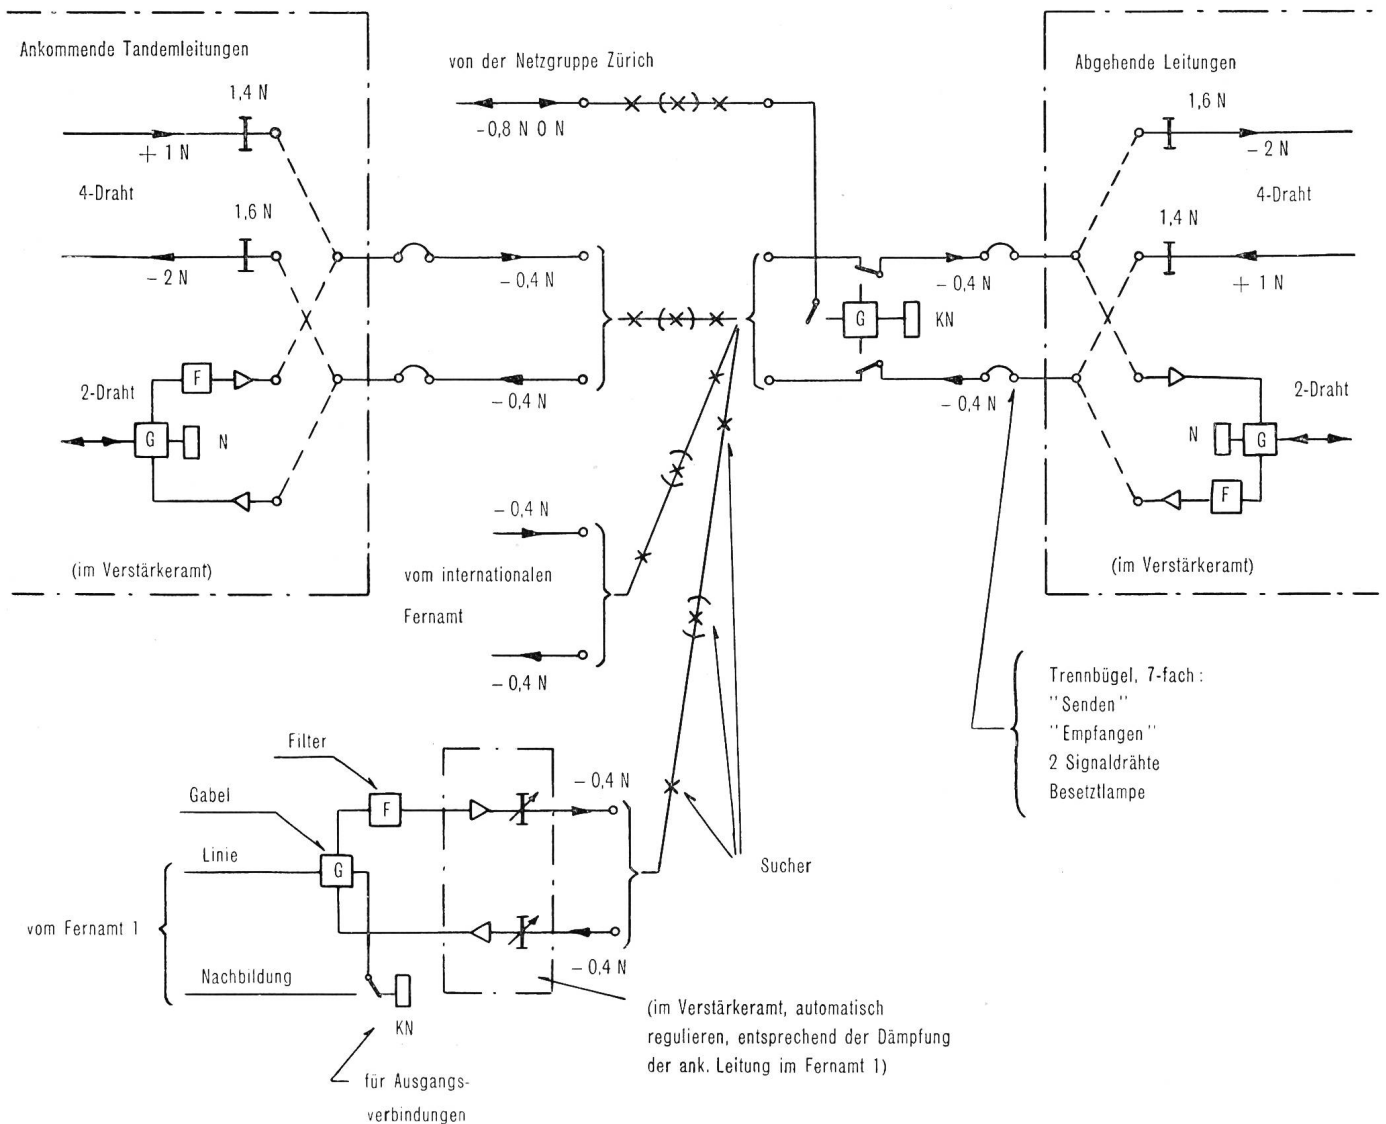 Ankommende Tandemleitungen
1,4 N
+ 1 N
4-Draht
1,6 N
- 2 N
2-Draht
F
G
N
(im Verstärkeramt)
von der Netzgruppe Zürich
-0,8 N 0 N
- 0,4 N
- 0,4 N
G
KN
- 0,4 N
- 0,4 N
Abgehende Leitungen
1,6 N
- 2 N
4-Draht
1,4 N
+ 1 N
2-Draht
N
G
F
(im Verstärkeramt)
- 0,4 N
vom internationalen
Fernamt
- 0,4 N
Trennbügel, 7-fach :
"Senden"
"Empfangen"
2 Signaldrähte
Besetztlampe
Filter
Gabel
F
Linie
G
vom Fernamt 1
Nachbildung
KN
für Ausgangs-
verbindungen
- 0,4 N
- 0,4 N
Sucher
(im Verstärkeramt, automatisch
regulieren, entsprechend der Dämpfung
der ank. Leitung im Fernamt 1)